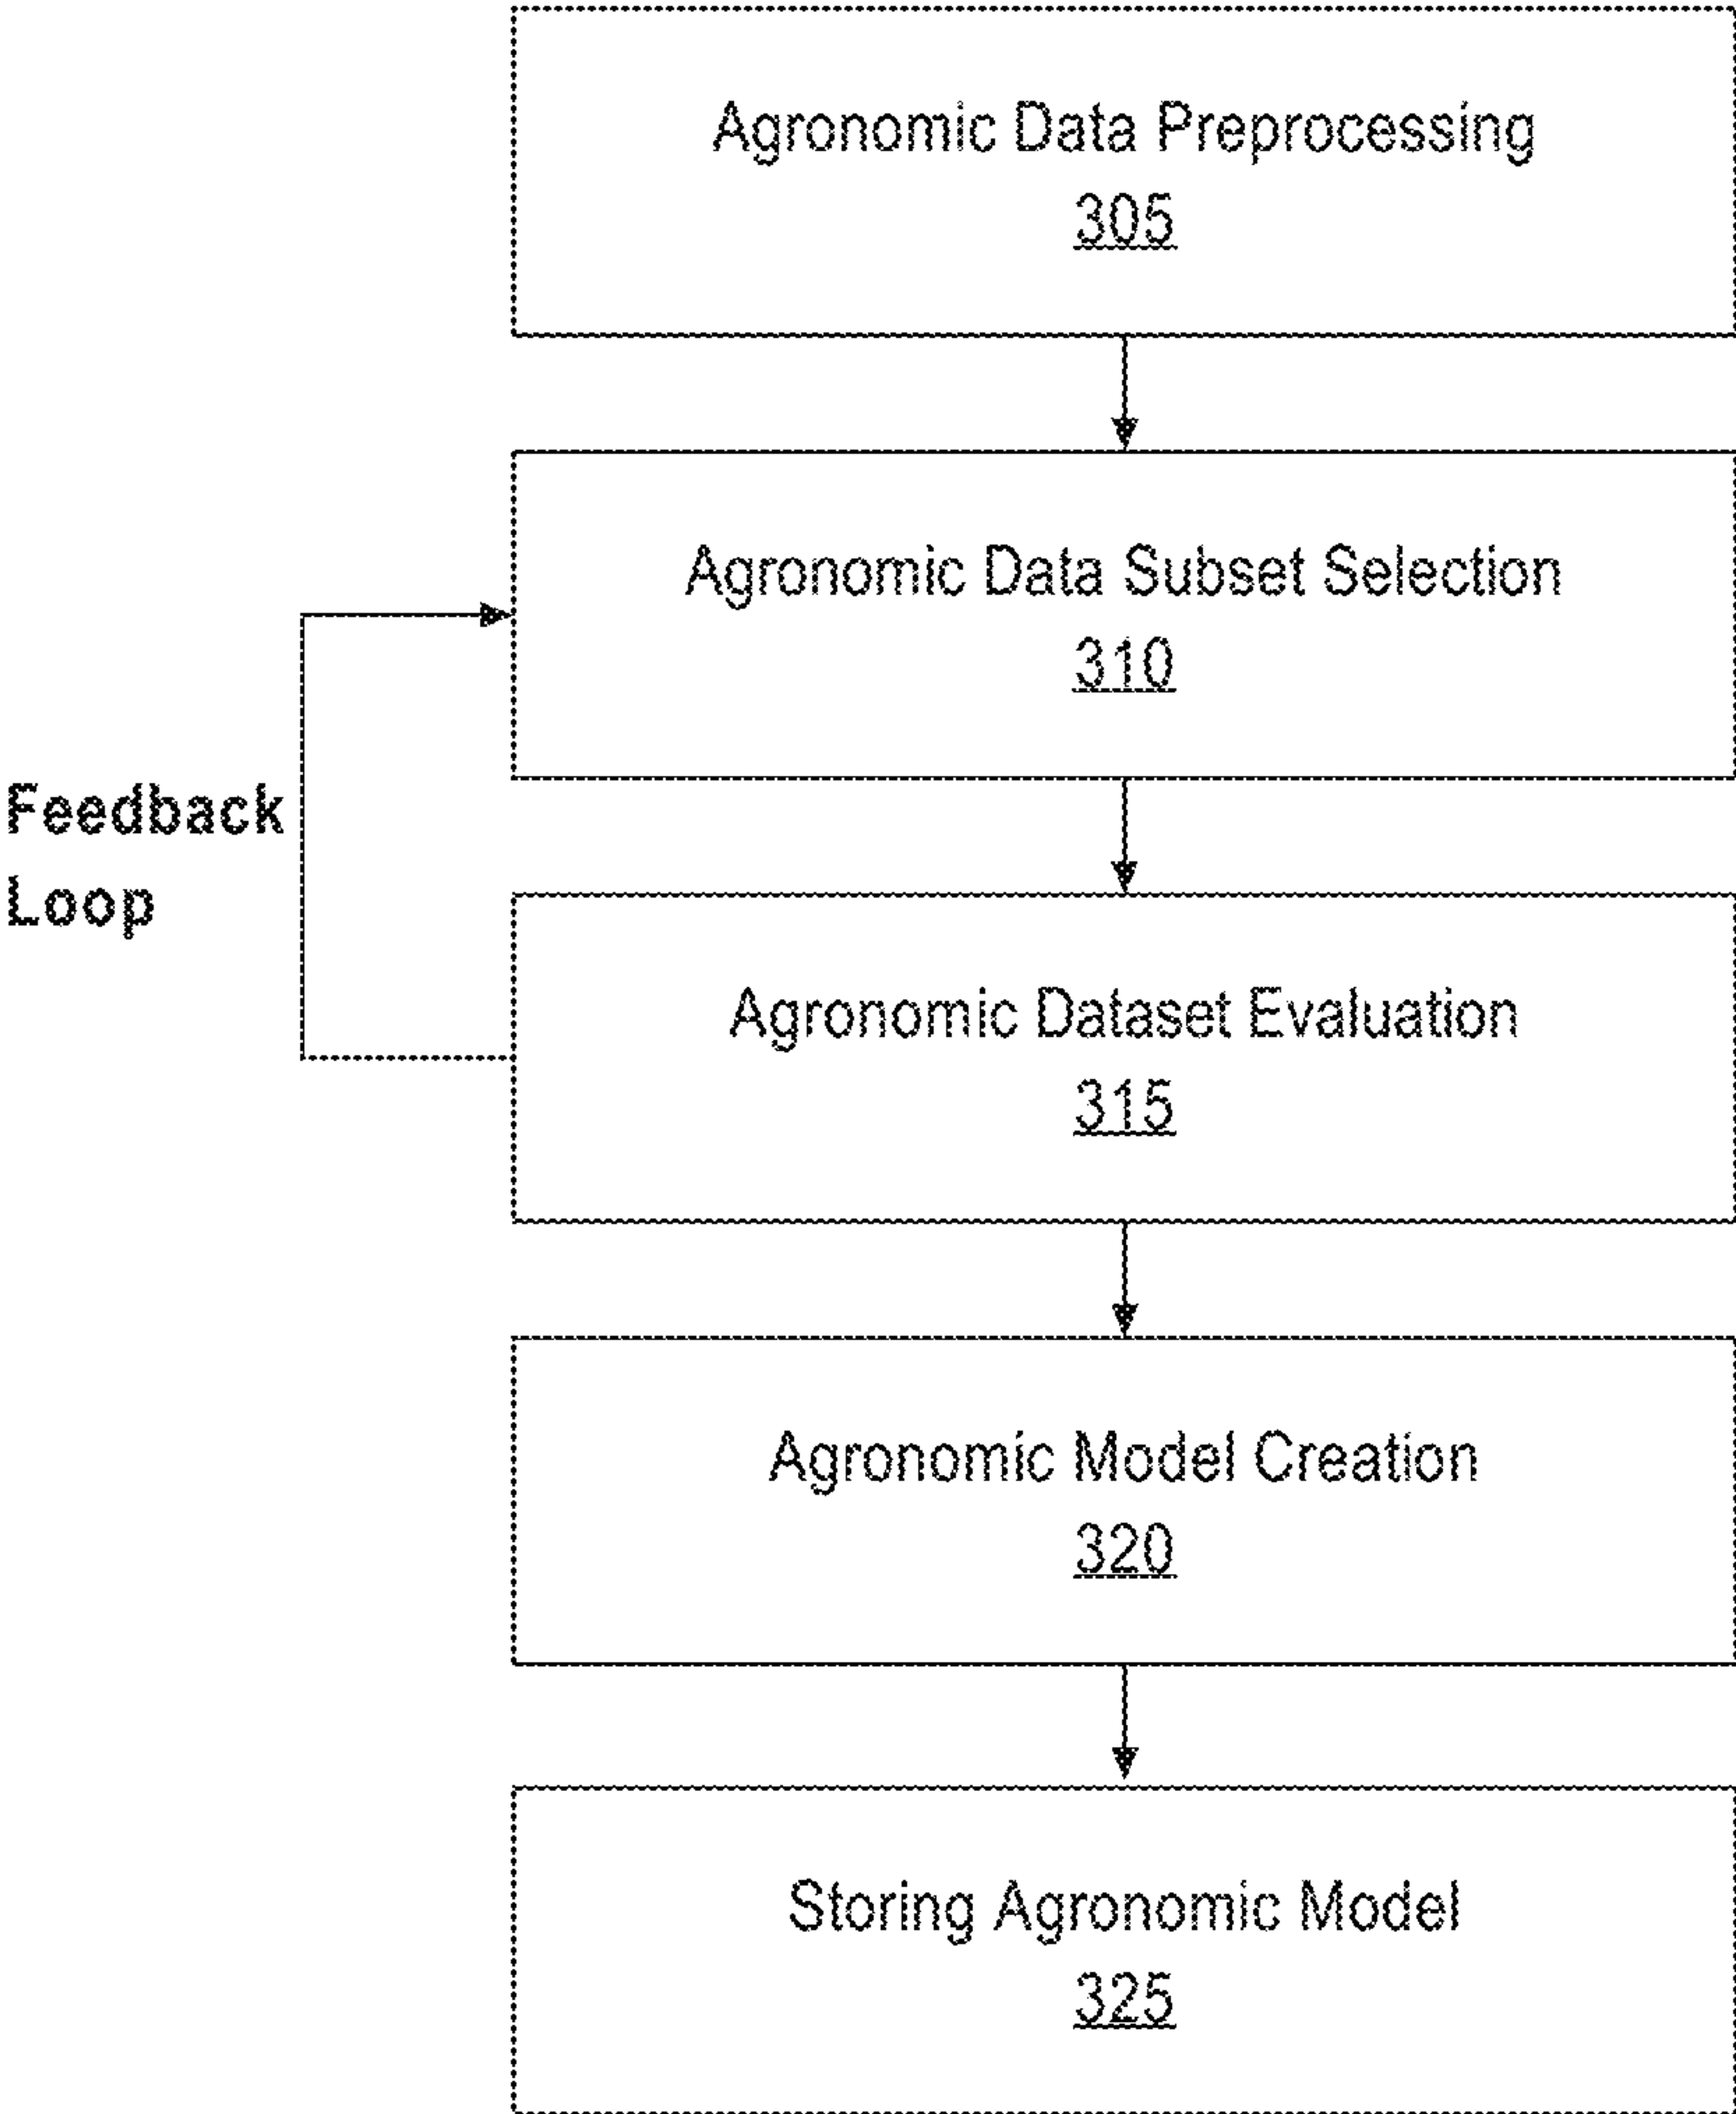 Agronomic Data Preprocessing
305
Agronomic Data Subset Selection
310
Feedback
Loop
Agronomic Dataset Evaluation
315
Agronomic Model Creation
320
Storing Agronomic Model
325